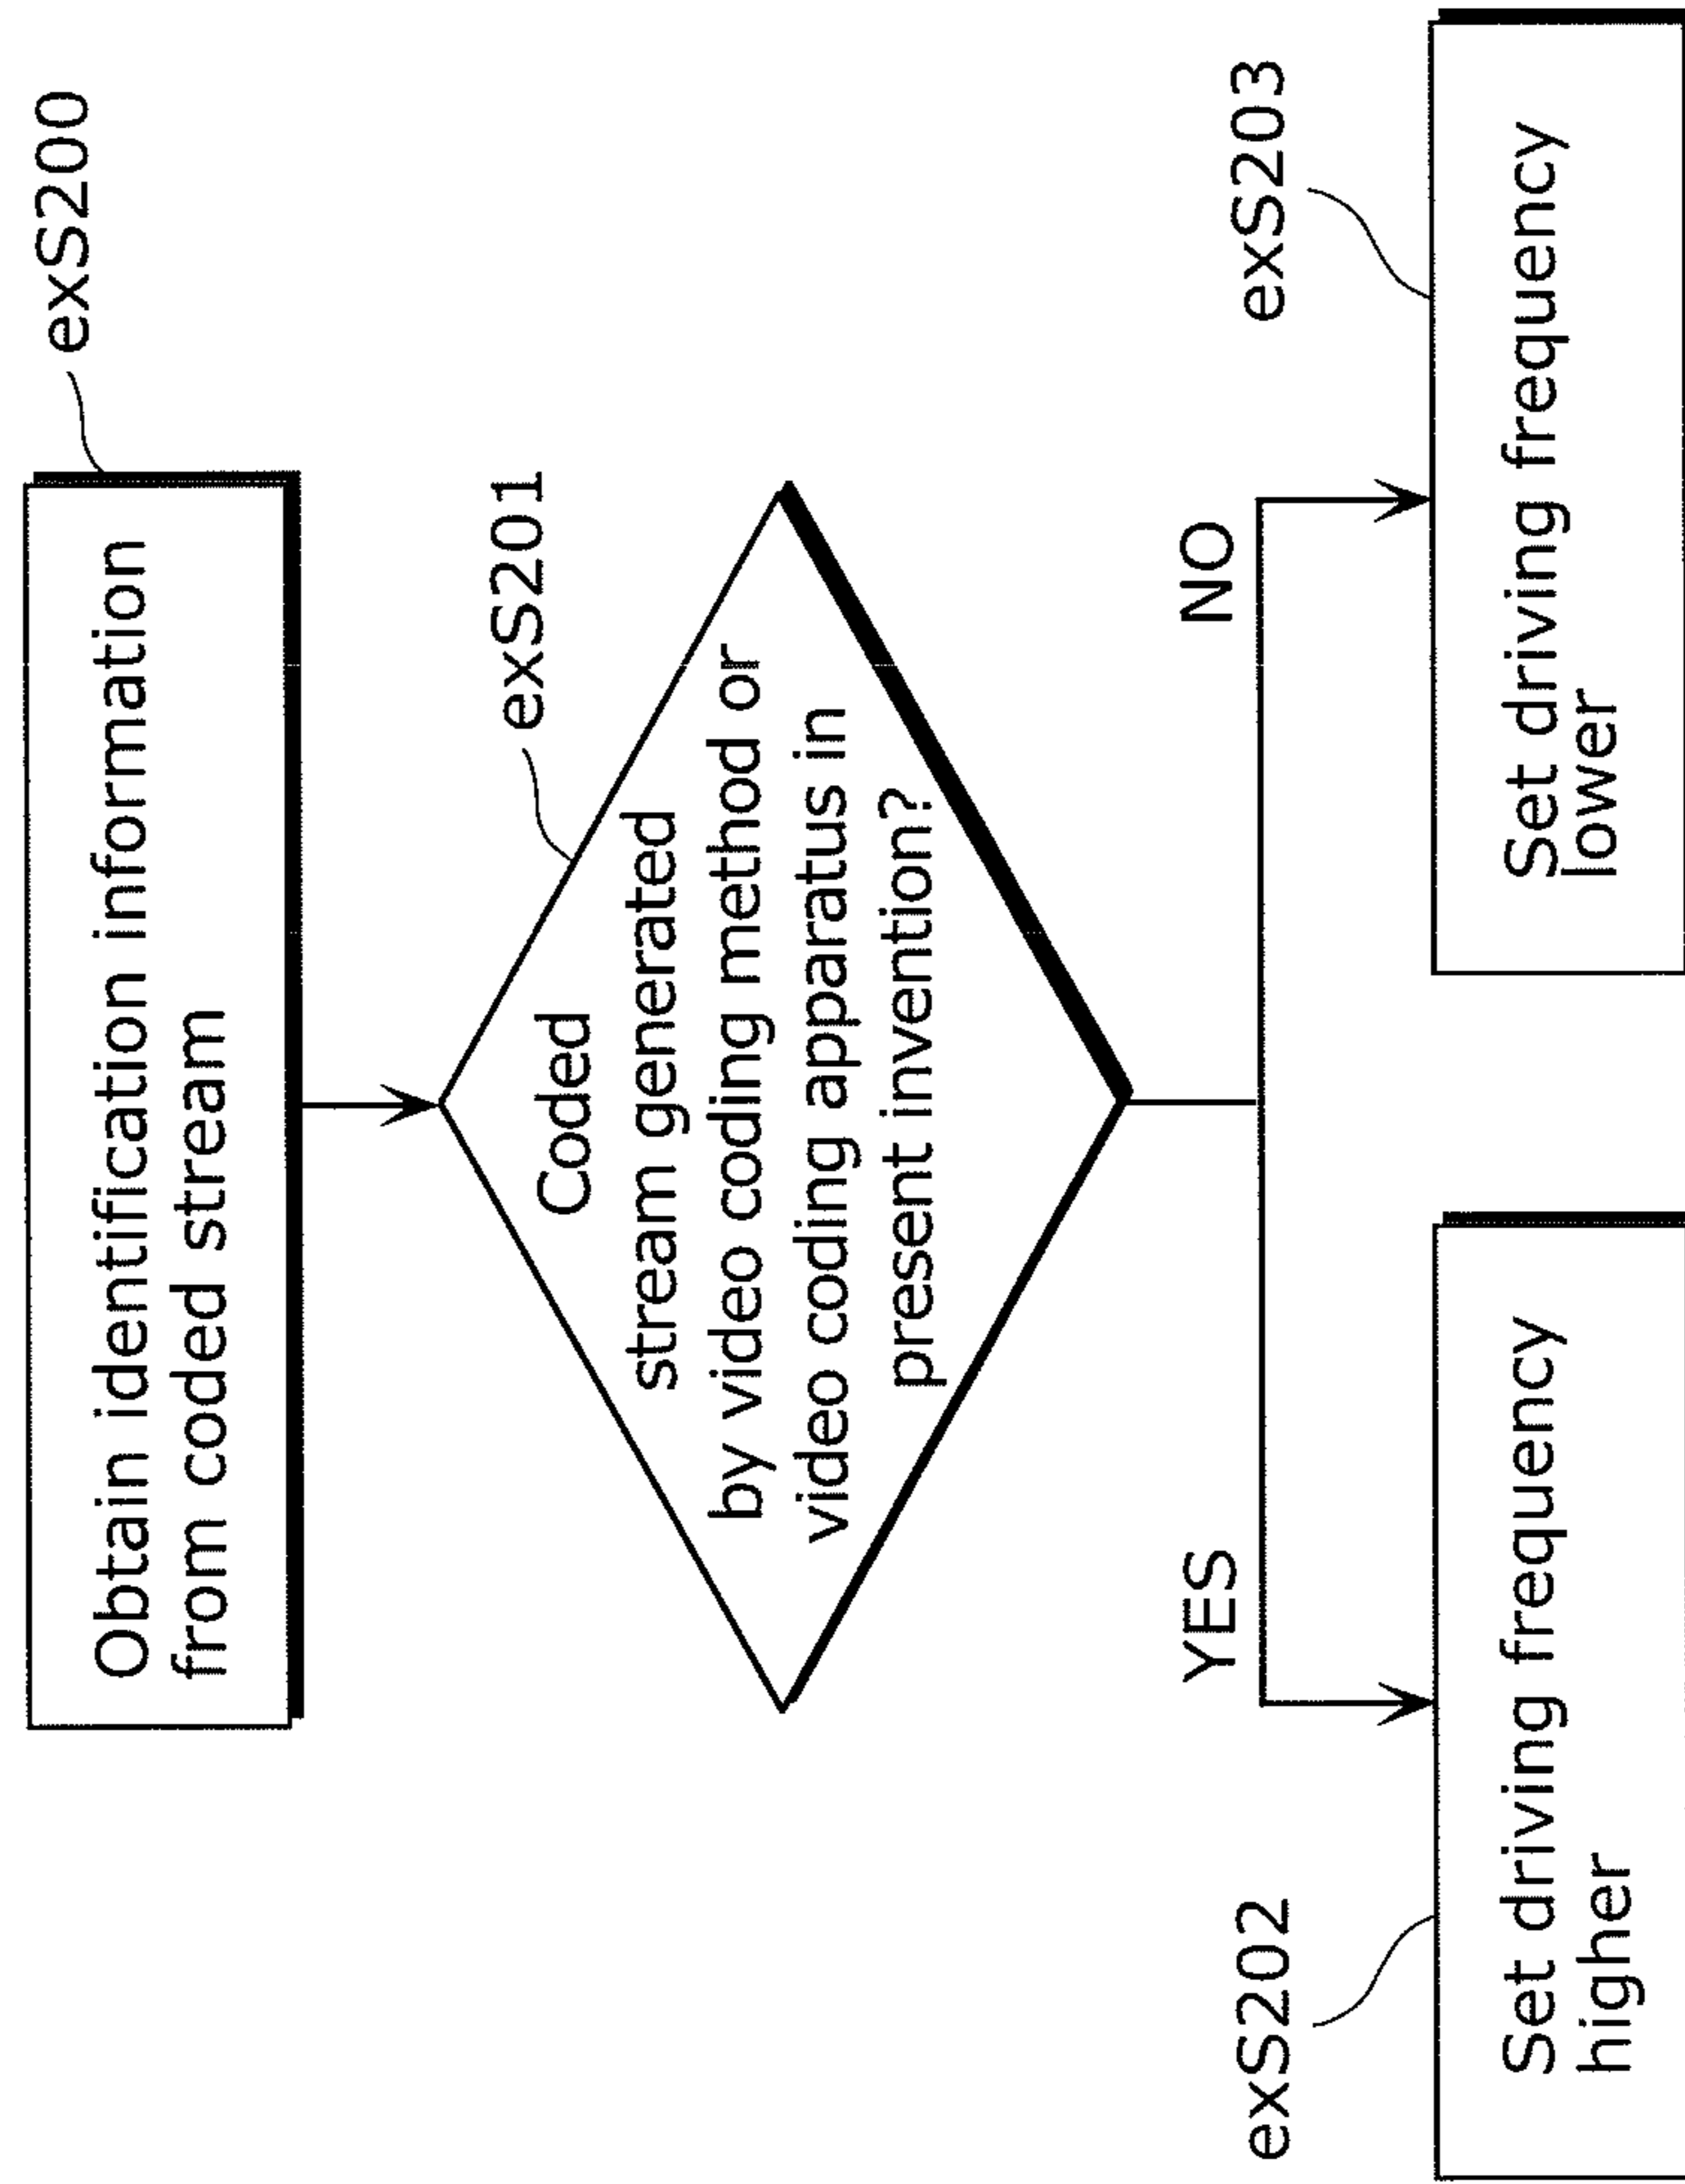 exS200
Obtain identification information
from coded stream
exS201
Coded
stream generated
by video coding method or
video coding apparatus in
present invention?
YES
NO
exS202
exS203
Set driving frequency
higher
Set driving frequency
lower